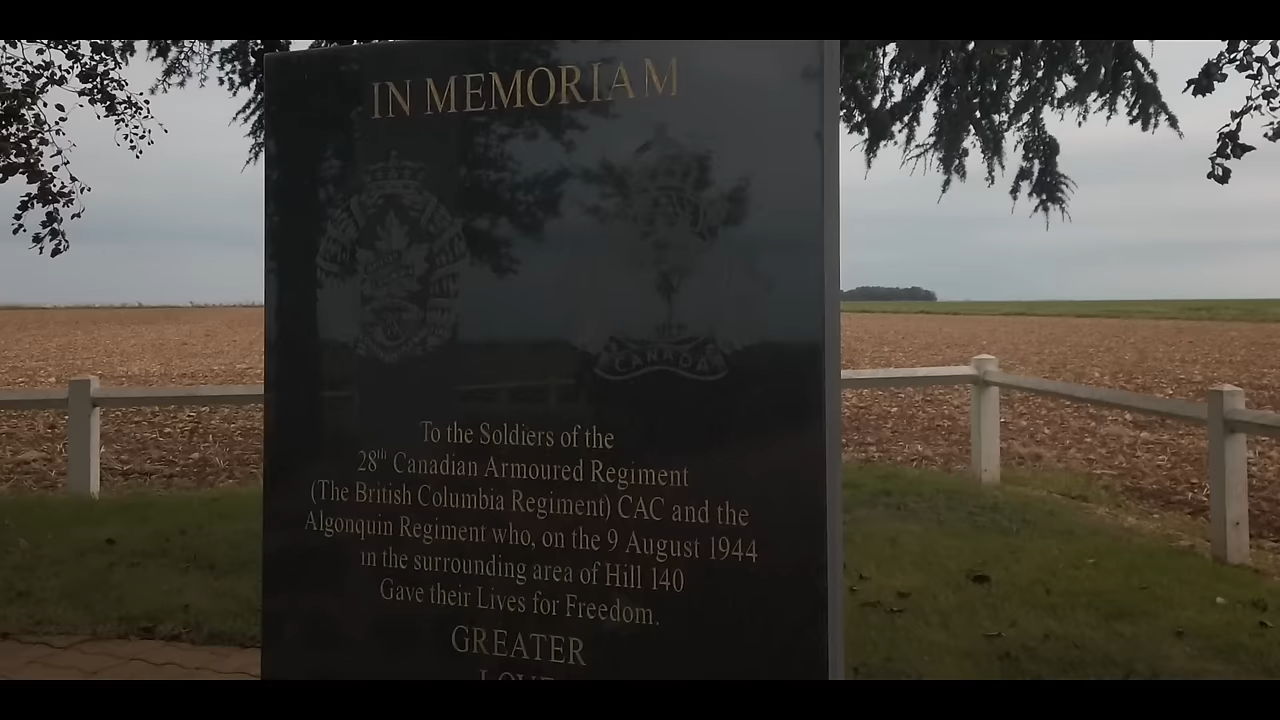 IN MEMORIAM
CANADA
To the Soldiers of the
28th Canadian Armoured Regiment
(The British Columbia Regiment) CAC and the
Algonquin Regiment who, on the 9 August 1944
in the surrounding area of Hill 140
Gave their Lives for Freedom.
GREATER
LOVE